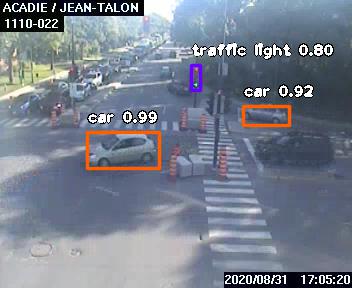 ACADIE / JEAN-TALON
1110-022
traffic light 0.80
car 0.92
car 0.99
2020/08/31 17:05:20